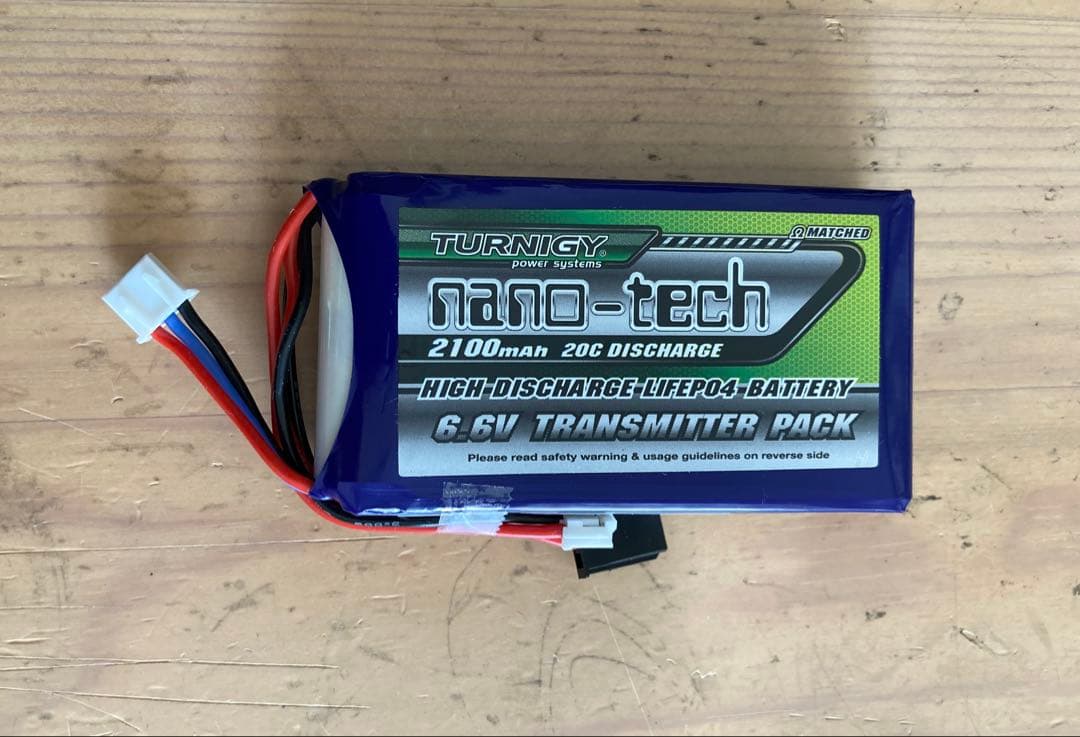 TURNIGY®
power systems
Ω MATCHED
nano-tech
2100mAh 20C DISCHARGE
HIGH DISCHARGE LIFEPO4 BATTERY
6.6V TRANSMITTER PACK
Please read safety warning & usage guidelines on reverse side